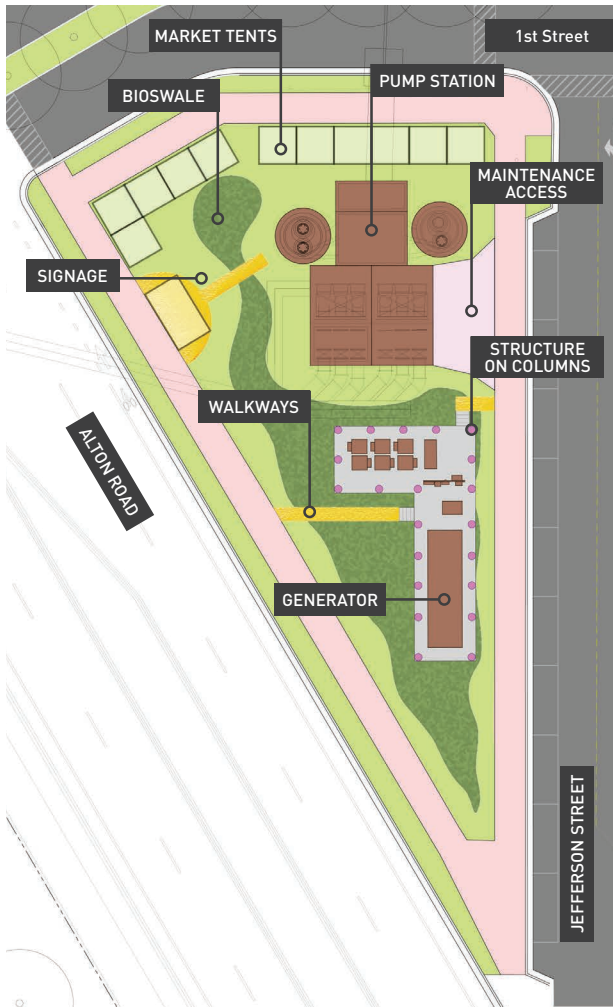 MARKET TENTS
1st Street
PUMP STATION
BIOSWALE
MAINTENANCE
ACCESS
SIGNAGE
STRUCTURE
ON COLUMNS
WALKWAYS
ALTON ROAD
GENERATOR
JEFFERSON STREET